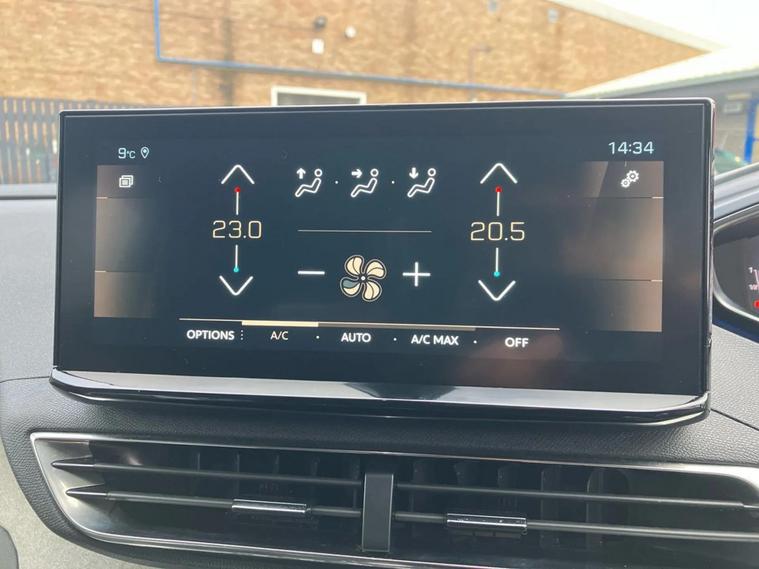 9°C 14:34
23.0 20.5
OPTIONS A/C AUTO A/C MAX OFF